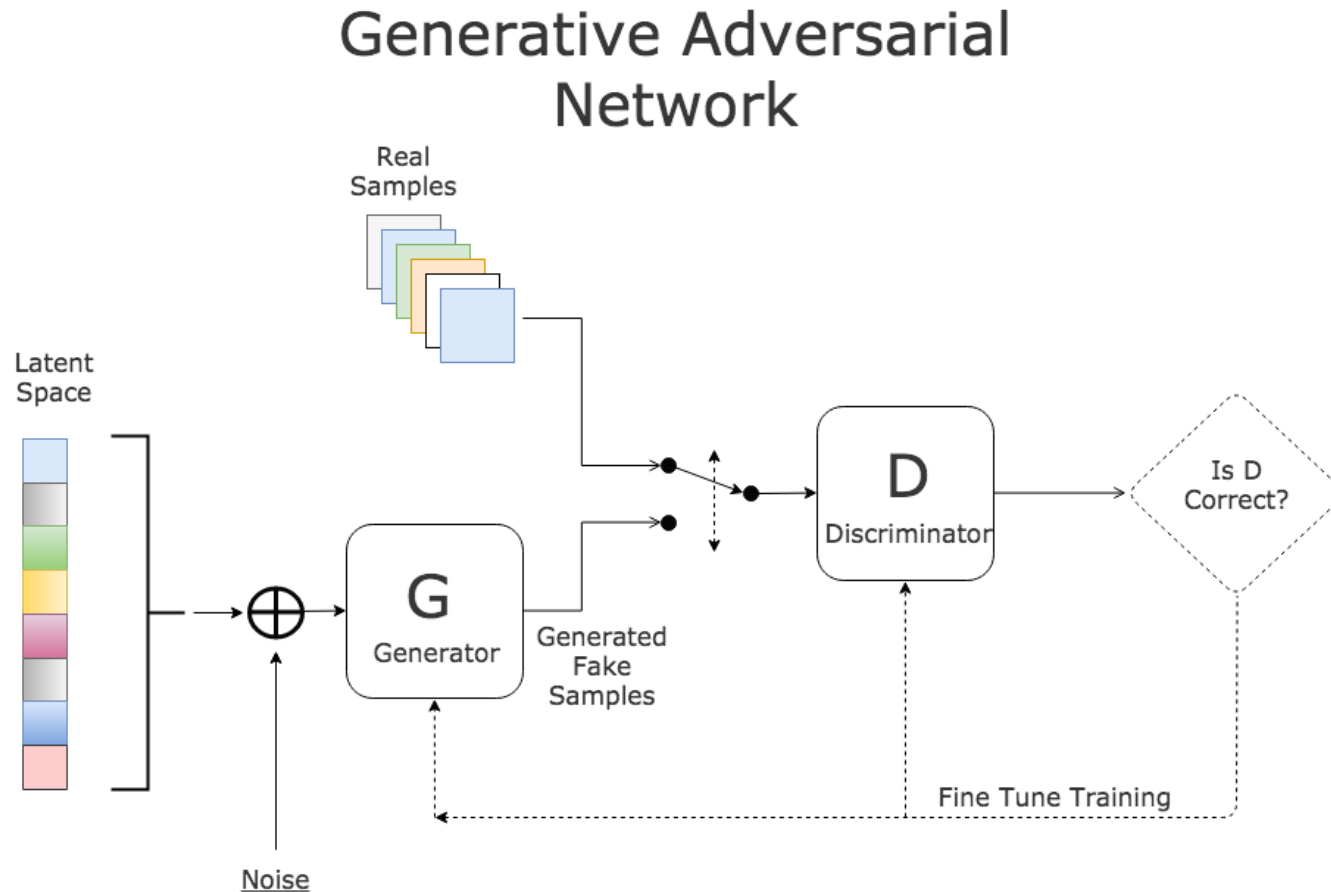 Generative Adversarial
Network
Real
Samples
Latent
Space
G
Generator
Generated
Fake
Samples
D
Discriminator
Is D
Correct?
Fine Tune Training
Noise